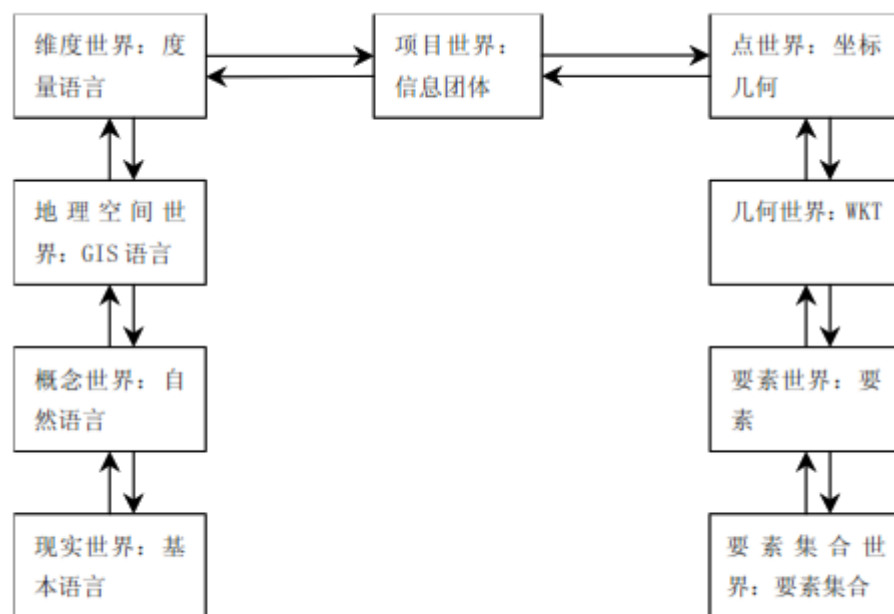 维度世界：度
量语言
项目世界：
信息团体
点世界：坐标
几何
地理空间世
界：GIS语言
几何世界：WKT
概念世界：自
然语言
要素世界：要
素
现实世界：基
本语言
要素集合世
界：要素集合